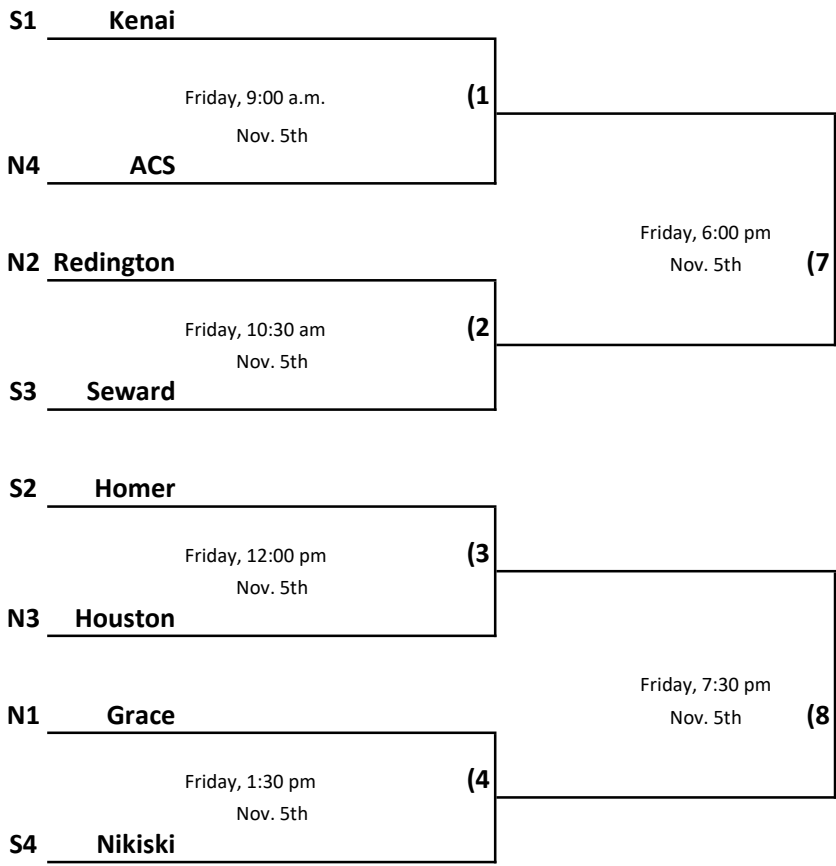 S1 Kenai
Friday, 9:00 a.m. (1
Nov. 5th
N4 ACS
Friday, 6:00 pm
N2 Redington Nov. 5th (7
Friday, 10:30 am (2
Nov. 5th
S3 Seward
S2 Homer
Friday, 12:00 pm (3
Nov. 5th
N3 Houston
Friday, 7:30 pm
N1 Grace Nov. 5th (8
Friday, 1:30 pm (4
Nov. 5th
S4 Nikiski